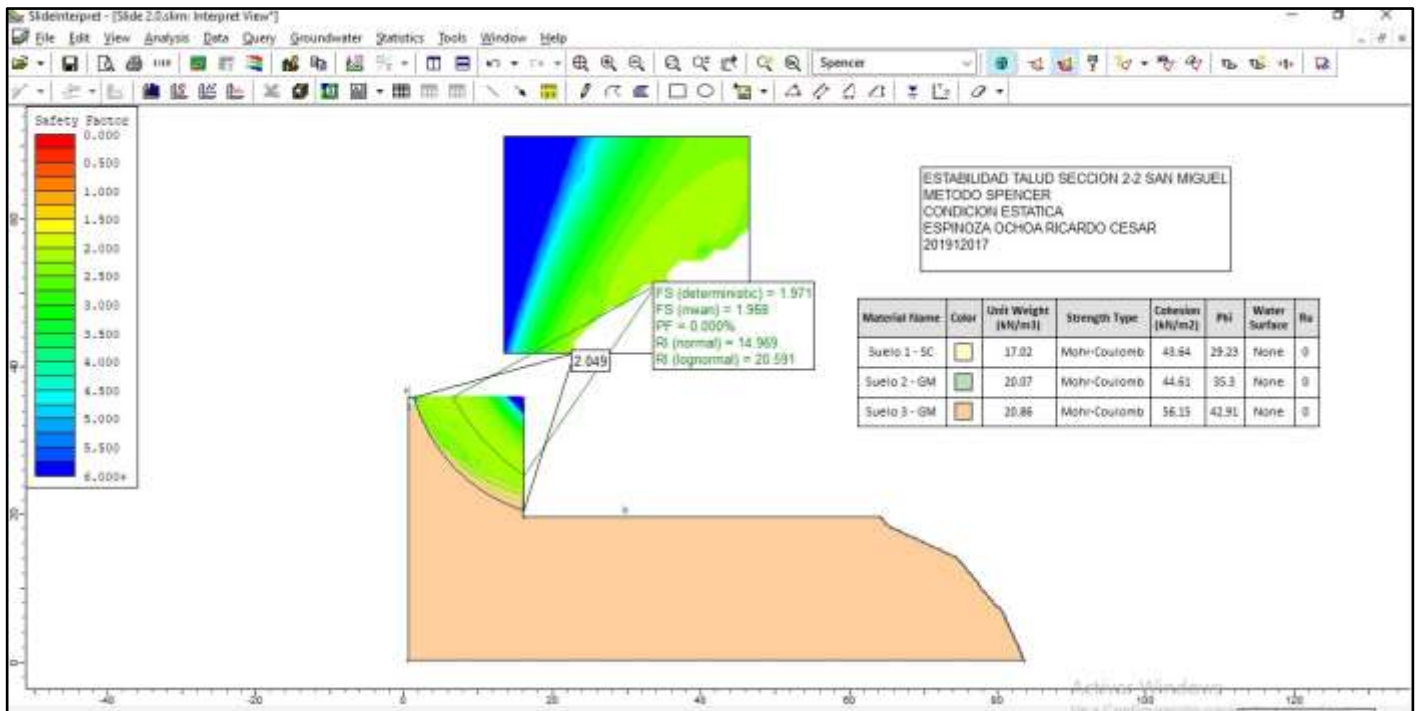 SlideInterpret - [Slide 2.0.slim: Interpret View*]
File Edit View Analysis Data Query Groundwater Statistics Tools Window Help
Spencer
Safety Factor
0.000
0.500
1.000
1.500
2.000
2.500
3.000
3.500
4.000
4.500
5.000
5.500
6.000+
ESTABILIDAD TALUD SECCION 2-2 SAN MIGUEL
METODO SPENCER
CONDICION ESTATICA
ESPINOZA OCHOA RICARDO CESAR
201912017
FS (deterministic) = 1.971
FS (mean) = 1.968
PF = 0.000%
RI (normal) = 14.969
RI (lognormal) = 20.591
2.049
Material Name Color Unit Weight (kN/m3) Strength Type Cohesion (kN/m2) Phi Water Surface Ru
Suelo 1 - SC 17.02 Mohr-Coulomb 43.64 29.23 None 0
Suelo 2 - GM 20.07 Mohr-Coulomb 44.61 35.3 None 0
Suelo 3 - GM 20.86 Mohr-Coulomb 56.15 42.91 None 0
60
40
20
0
-40 -20 0 20 40 60 80 100 120
Activar Windows